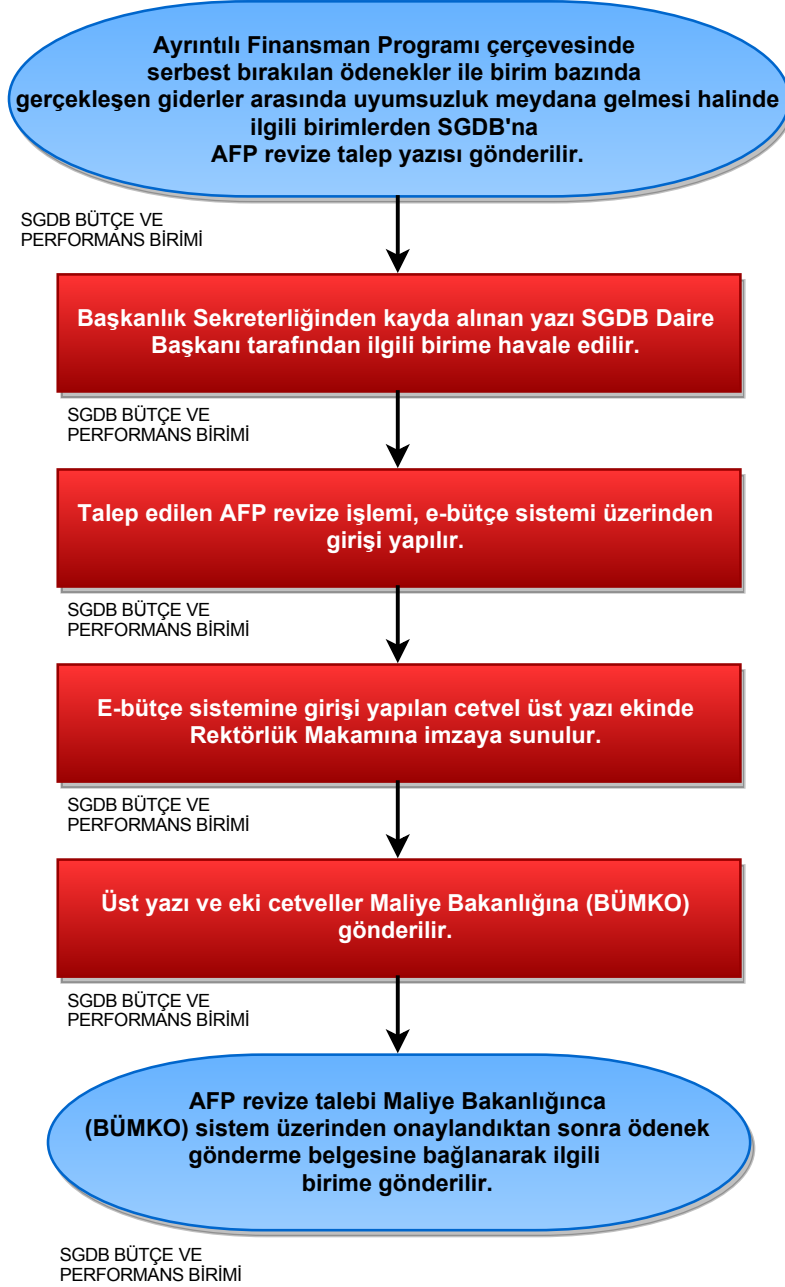 Ayrıntılı Finansman Programı çerçevesinde
serbest bırakılan ödenekler ile birim bazında
gerçekleşen giderler arasında uyumsuzluk meydana gelmesi halinde
ilgili birimlerden SGDB'na
AFP revize talep yazısı gönderilir.
SGDB BÜTÇE VE
PERFORMANS BİRİMİ
Başkanlık Sekreterliğinden kayda alınan yazı SGDB Daire
Başkanı tarafından ilgili birime havale edilir.
SGDB BÜTÇE VE
PERFORMANS BİRİMİ
Talep edilen AFP revize işlemi, e-bütçe sistemi üzerinden
girişi yapılır.
SGDB BÜTÇE VE
PERFORMANS BİRİMİ
E-bütçe sistemine girişi yapılan cetvel üst yazı ekinde
Rektörlük Makamına imzaya sunulur.
SGDB BÜTÇE VE
PERFORMANS BİRİMİ
Üst yazı ve eki cetveller Maliye Bakanlığına (BÜMKO)
gönderilir.
SGDB BÜTÇE VE
PERFORMANS BİRİMİ
AFP revize talebi Maliye Bakanlığınca
(BÜMKO) sistem üzerinden onaylandıktan sonra ödenek
gönderme belgesine bağlanarak ilgili
birime gönderilir.
SGDB BÜTÇE VE
PERFORMANS BİRİMİ